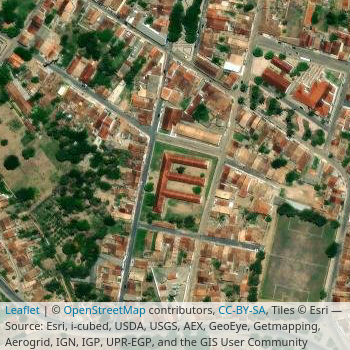 Leaflet | © OpenStreetMap contributors, CC-BY-SA, Tiles © Esri —
Source: Esri, i-cubed, USDA, USGS, AEX, GeoEye, Getmapping,
Aerogrid, IGN, IGP, UPR-EGP, and the GIS User Community